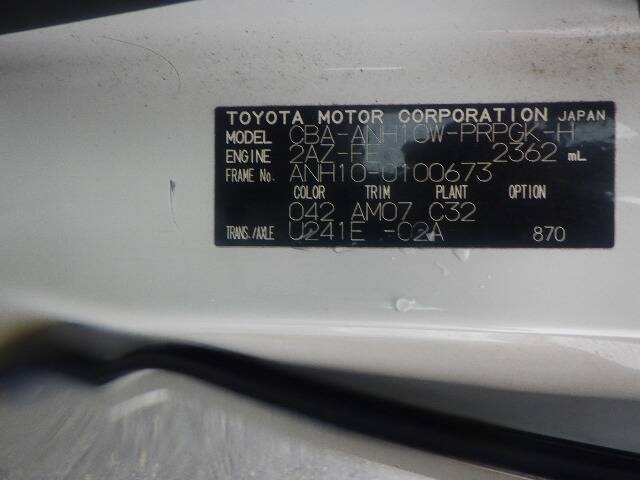 TOYOTA MOTOR CORPORATION JAPAN
MODEL CBA-ANH10W-PRPGK-H
ENGINE 2AZ-FE 2362 mL
FRAME No. ANH10-0100673
COLOR TRIM PLANT OPTION
042 AM07 C32
TRANS./AXLE U241E -02A 870